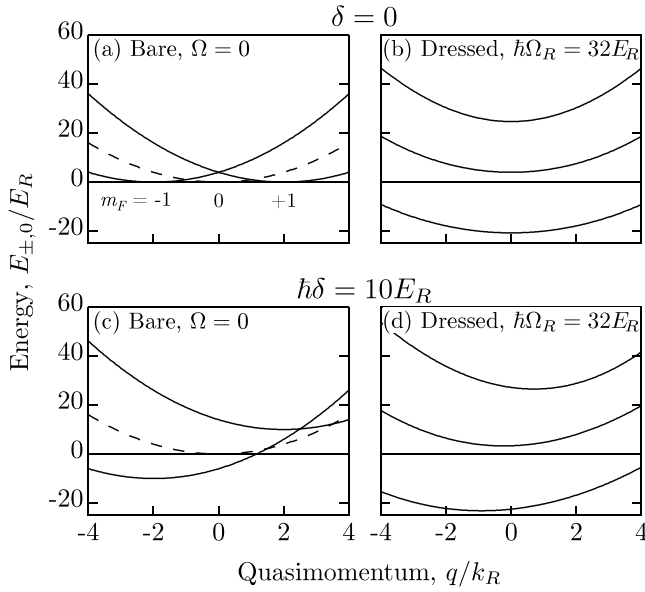 δ = 0
(a) Bare, Ω = 0
(b) Dressed, ℏΩ_R = 32E_R
60
40
20
0
-20
m_F = -1
0
+1
ℏδ = 10E_R
(c) Bare, Ω = 0
(d) Dressed, ℏΩ_R = 32E_R
60
40
20
0
-20
-4 -2 0 2 4
-4 -2 0 2 4
Energy, E_{±,0}/E_R
Quasimomentum, q/k_R